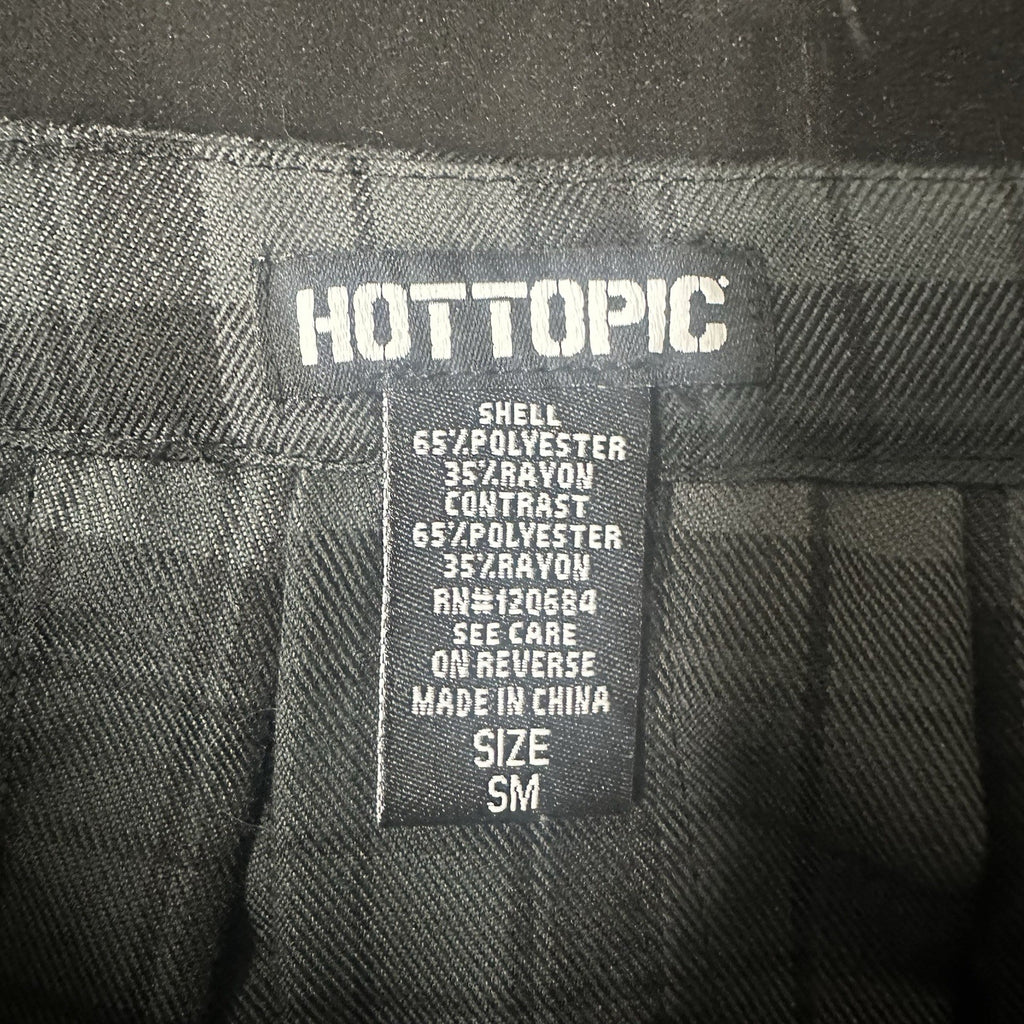 HOTTOPIC
SHELL
65%POLYESTER
35%RAYON
CONTRAST
65%POLYESTER
35%RAYON
RN#120684
SEE CARE
ON REVERSE
MADE IN CHINA
SIZE
SM